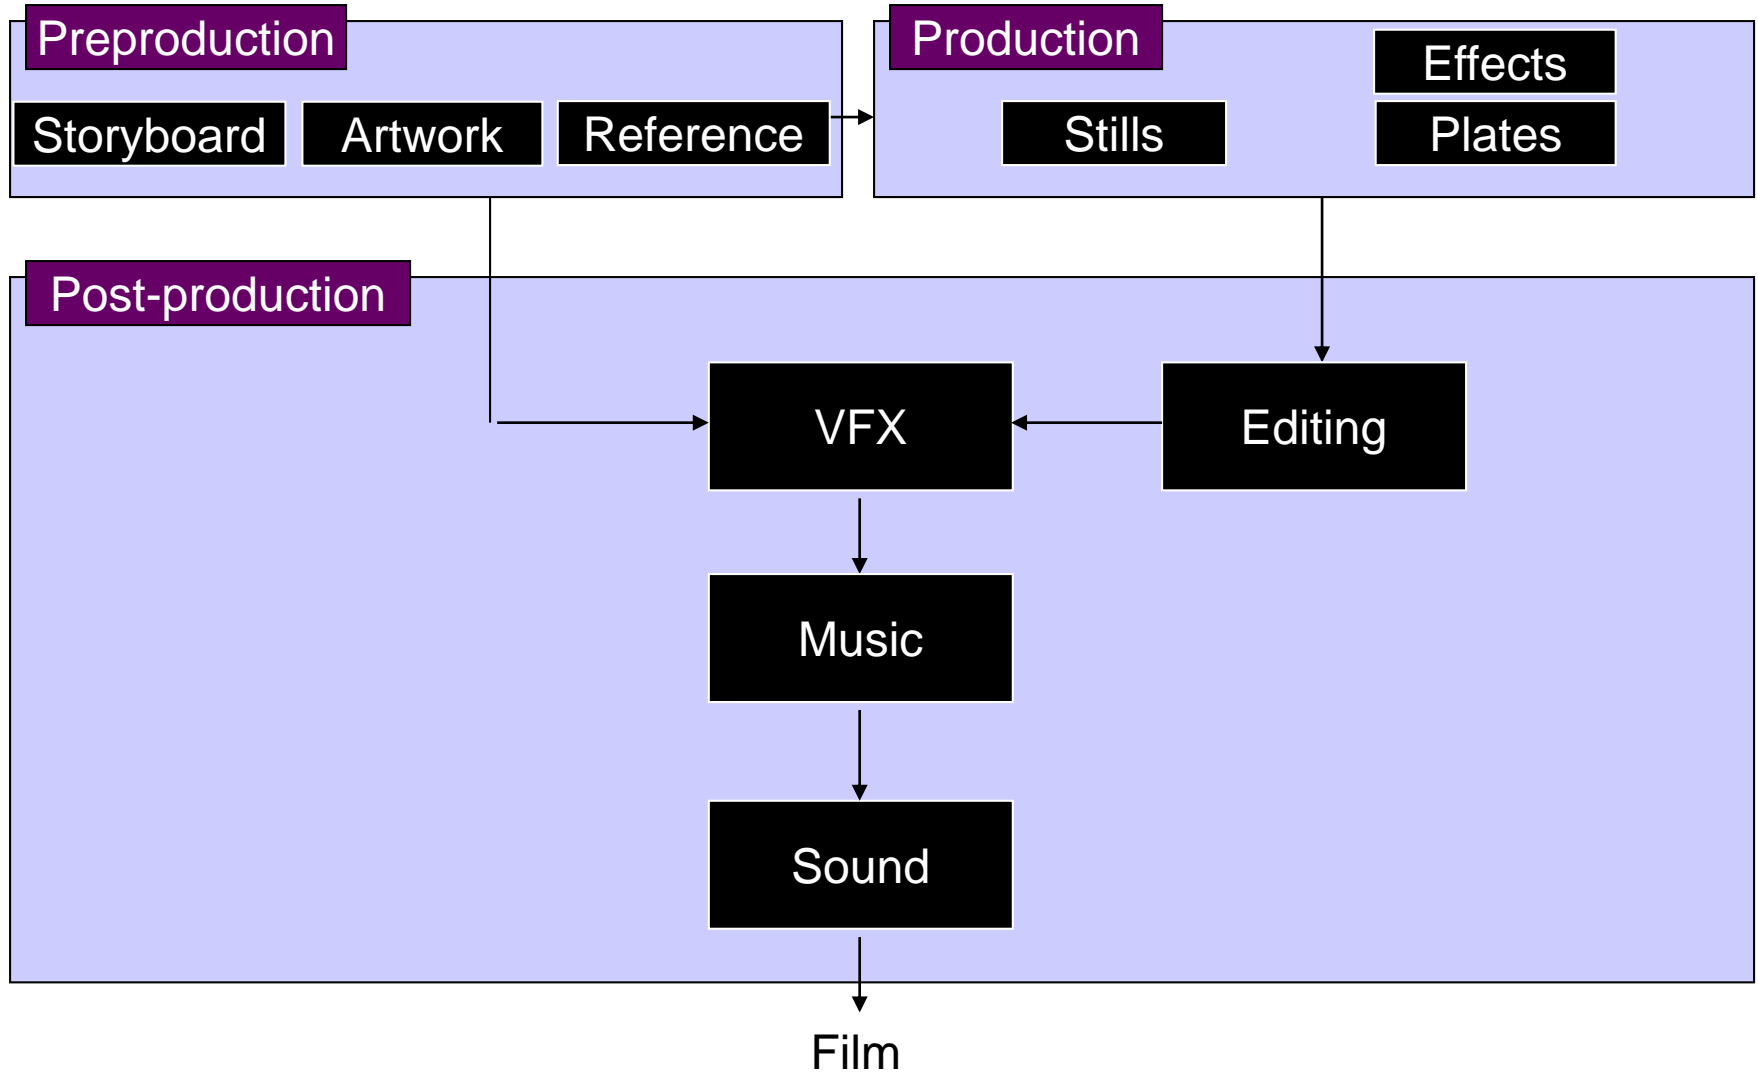 Preproduction
Storyboard
Artwork
Reference
Production
Effects
Stills
Plates
Post-production
VFX
Editing
Music
Sound
Film